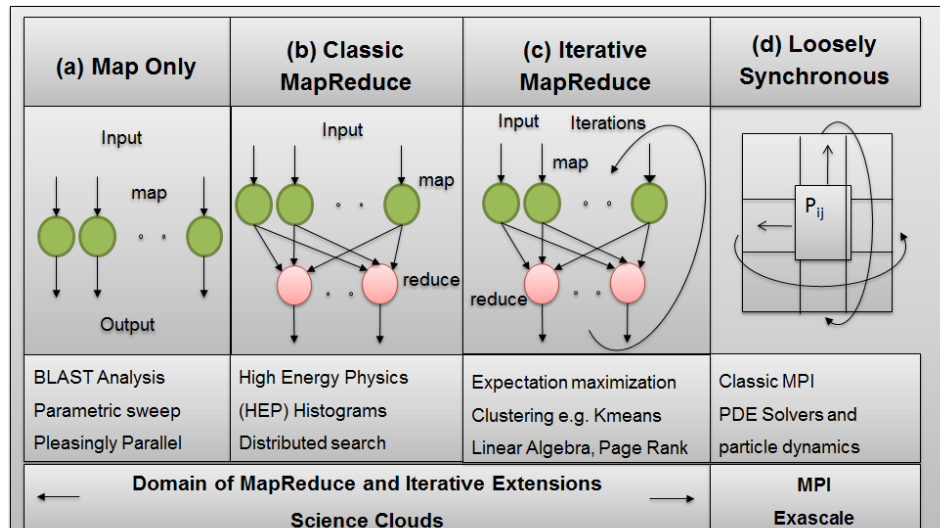 (a) Map Only
(b) Classic
MapReduce
(c) Iterative
MapReduce
(d) Loosely
Synchronous
Input
map
Output
Input
map
reduce
Input
Iterations
map
reduce
Pij
BLAST Analysis
Parametric sweep
Pleasingly Parallel
High Energy Physics
(HEP) Histograms
Distributed search
Expectation maximization
Clustering e.g. Kmeans
Linear Algebra, Page Rank
Classic MPI
PDE Solvers and
particle dynamics
Domain of MapReduce and Iterative Extensions
Science Clouds
MPI
Exascale